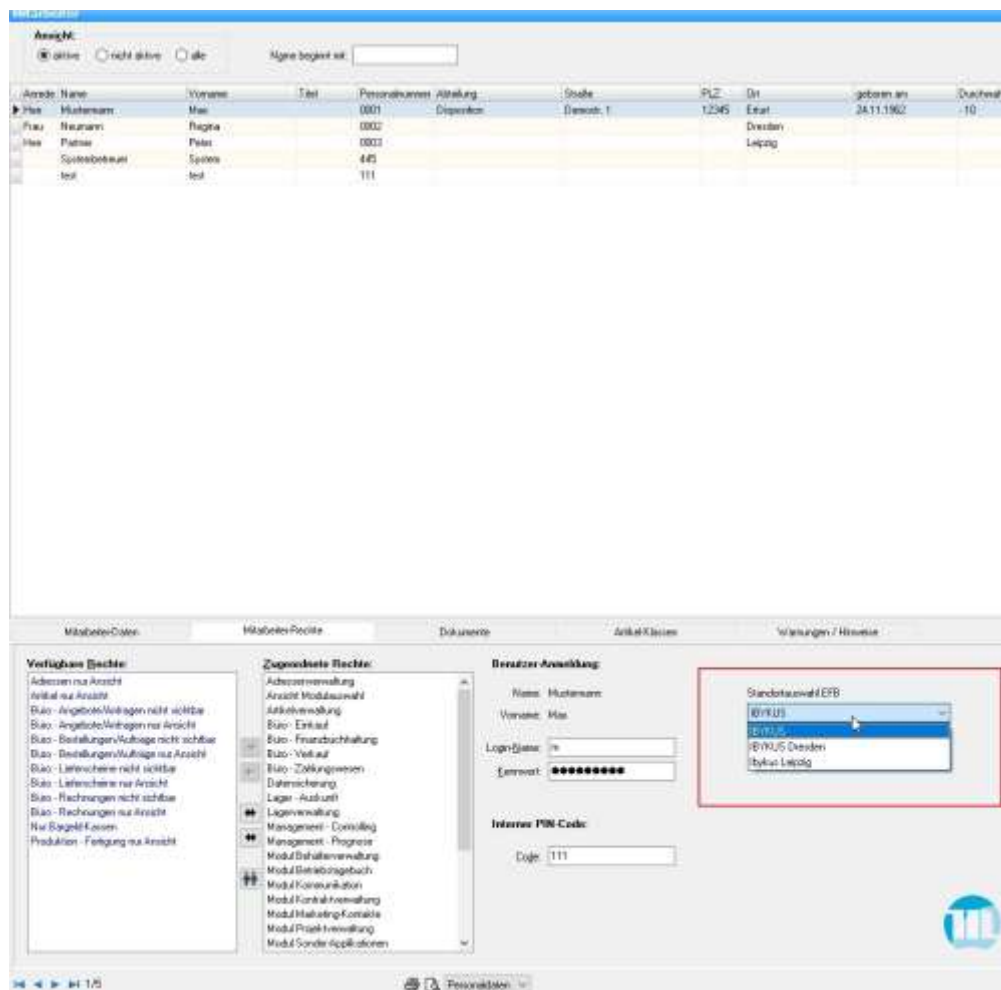 Mitarbeiter
Ansicht:
aktive nicht aktive alle Name beginnt mit:
Anrede Name Vorname Titel Personalnummer Abteilung Straße PLZ Ort geboren am Durchwahl
Herr Mustermann Max 0001 Disposition 12345 Erfurt 24.11.1962 -10
Frau Neumann Regina 0002 Dresden
Herr Partner Peter 0003 Leipzig
Systembetreuer System 445
test test 111
Mitarbeiter-Daten Mitarbeiter-Rechte Dokumente Artikel-Klassen Warnungen / Hinweise
Verfügbare Rechte:
Adressen nur Ansicht
Artikel nur Ansicht
Büro - Angebote/Anfragen nicht sichtbar
Büro - Angebote/Anfragen nur Ansicht
Büro - Bestellungen/Aufträge nicht sichtbar
Büro - Bestellungen/Aufträge nur Ansicht
Büro - Lieferscheine nicht sichtbar
Büro - Lieferscheine nur Ansicht
Büro - Rechnungen nicht sichtbar
Büro - Rechnungen nur Ansicht
Nur Bargeld-Kassen
Produktion - Fertigung nur Ansicht
Zugeordnete Rechte:
Adressenverwaltung
Ansicht Modulauswahl
Artikelverwaltung
Büro - Einkauf
Büro - Finanzbuchhaltung
Büro - Verkauf
Büro - Zahlungswesen
Datensicherung
Lager - Auskunft
Lagerverwaltung
Management - Controlling
Management - Prognose
Modul Behälterverwaltung
Modul Betriebstagebuch
Modul Kommunikation
Modul Kontraktverwaltung
Modul Marketing-Kontakte
Modul Projektverwaltung
Modul Sonder-Applikationen
Benutzer-Anmeldung:
Name: Mustermann
Vorname: Max
Login-Name: m
Kennwort: ●●●●●●●●●
Interner PIN-Code:
Code: 111
Standortauswahl EFB
IBYKUS
IBYKUS
IBYKUS Dresden
Ibykus Leipzig
1/5 Personaldaten